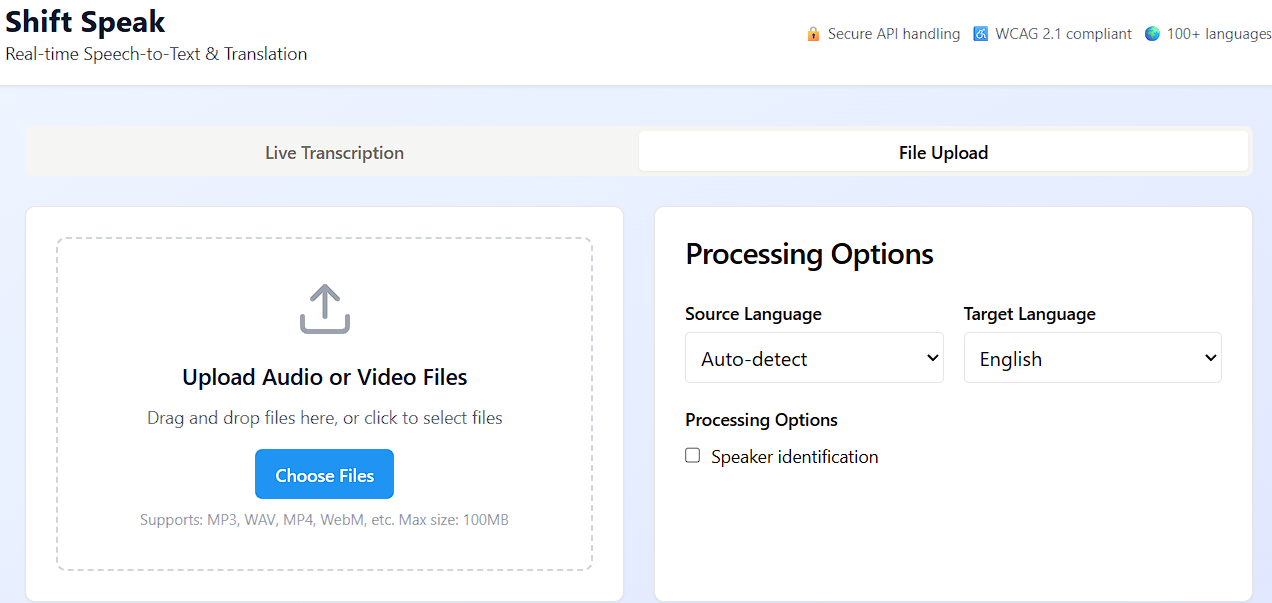 Shift Speak
Real-time Speech-to-Text & Translation
Secure API handling
WCAG 2.1 compliant
100+ languages
Live Transcription
File Upload
Upload Audio or Video Files
Drag and drop files here, or click to select files
Choose Files
Supports: MP3, WAV, MP4, WebM, etc. Max size: 100MB
Processing Options
Source Language
Target Language
Auto-detect
English
Processing Options
Speaker identification